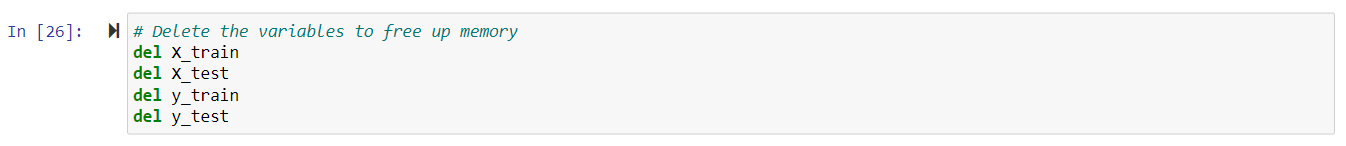 In [26]: # Delete the variables to free up memory
del X_train
del X_test
del y_train
del y_test